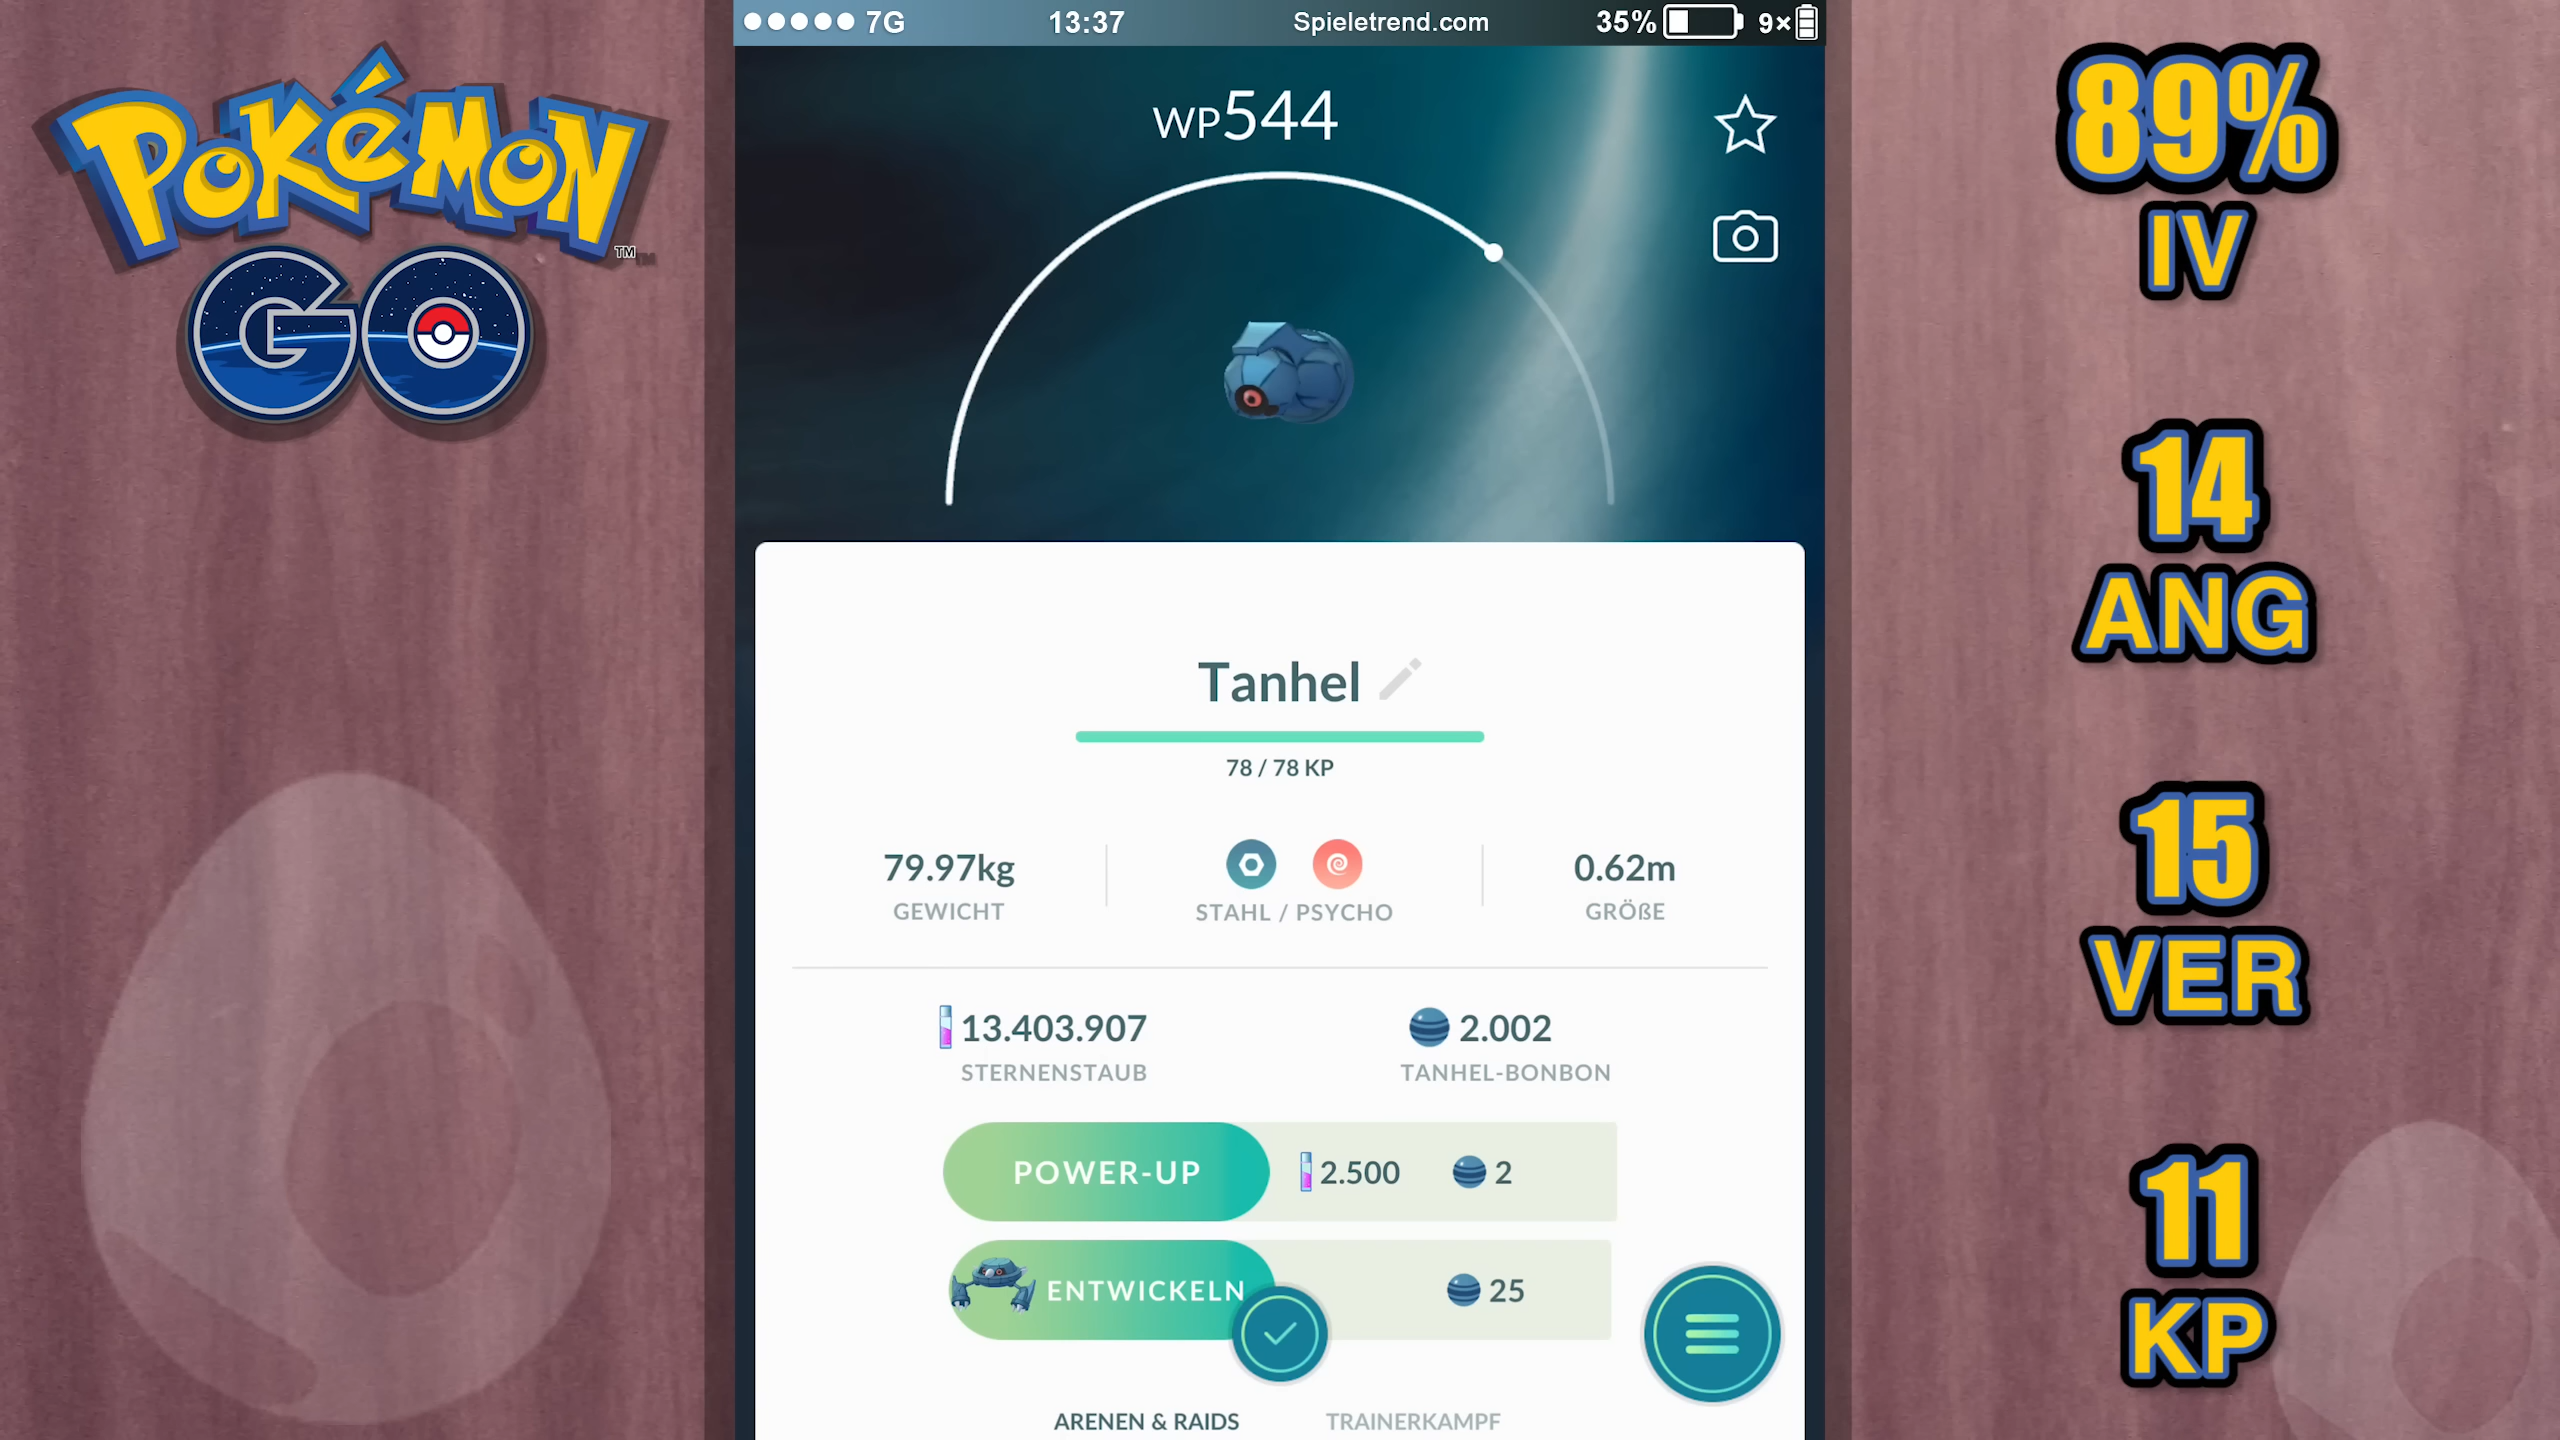 7G 13:37 Spieletrend.com 35% 9×
POKéMON
GO
TM
WP544
Tanhel
78 / 78 KP
79.97kg
GEWICHT
STAHL / PSYCHO
0.62m
GRÖßE
13.403.907
STERNENSTAUB
2.002
TANHEL-BONBON
POWER-UP 2.500 2
ENTWICKELN 25
ARENEN & RAIDS TRAINERKAMPF
89%
IV
14
ANG
15
VER
11
KP